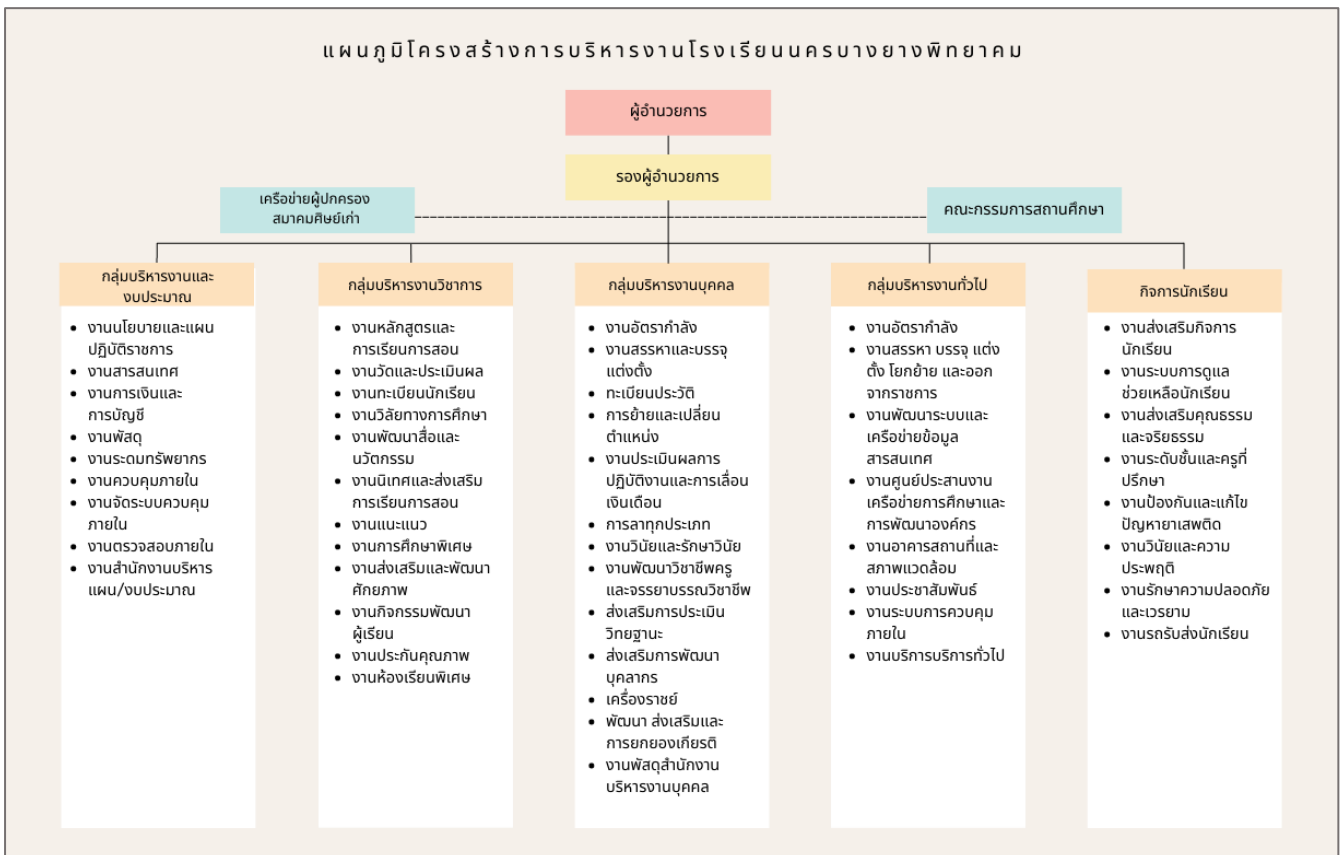 แผนภูมิโครงสร้างการบริหารงานโรงเรียนนครบางยางพิทยาคม
ผู้อำนวยการ
รองผู้อำนวยการ
เครือข่ายผู้ปกครอง
สมาคมศิษย์เก่า
คณะกรรมการสถานศึกษา
กลุ่มบริหารงานและ
งบประมาณ
• งานนโยบายและแผน
ปฏิบัติราชการ
• งานสารสนเทศ
• งานการเงินและ
การบัญชี
• งานพัสดุ
• งานระดมทรัพยากร
• งานควบคุมภายใน
• งานจัดระบบควบคุม
ภายใน
• งานตรวจสอบภายใน
• งานสำนักงานบริหาร
แผน/งบประมาณ
กลุ่มบริหารงานวิชาการ
• งานหลักสูตรและ
การเรียนการสอน
• งานวัดและประเมินผล
• งานทะเบียนนักเรียน
• งานวิลัยทางการศึกษา
• งานพัฒนาสื่อและ
นวัตกรรม
• งานนิเทศและส่งเสริม
การเรียนการสอน
• งานแนะแนว
• งานการศึกษาพิเศษ
• งานส่งเสริมและพัฒนา
ศักยภาพ
• งานกิจกรรมพัฒนา
ผู้เรียน
• งานประกันคุณภาพ
• งานห้องเรียนพิเศษ
กลุ่มบริหารงานบุคคล
• งานอัตรากำลัง
• งานสรรหาและบรรจุ
แต่งตั้ง
• ทะเบียนประวัติ
• การย้ายและเปลี่ยน
ตำแหน่ง
• งานประเมินผลการ
ปฏิบัติงานและการเลื่อน
เงินเดือน
• การลาทุกประเภท
• งานวินัยและรักษาวินัย
• งานพัฒนาวิชาชีพครู
และจรรยาบรรณวิชาชีพ
• ส่งเสริมการประเมิน
วิทยฐานะ
• ส่งเสริมการพัฒนา
บุคลากร
• เครื่องราชย์
• พัฒนา ส่งเสริมและ
การยกยองเกียรติ
• งานพัสดุสำนักงาน
บริหารงานบุคคล
กลุ่มบริหารงานทั่วไป
• งานอัตรากำลัง
• งานสรรหา บรรจุ แต่ง
ตั้ง โยกย้าย และออก
จากราชการ
• งานพัฒนาระบบและ
เครือข่ายข้อมูล
สารสนเทศ
• งานศูนย์ประสานงาน
เครือข่ายการศึกษาและ
การพัฒนาองค์กร
• งานอาคารสถานที่และ
สภาพแวดล้อม
• งานประชาสัมพันธ์
• งานระบบการควบคุม
ภายใน
• งานบริการบริการทั่วไป
กิจการนักเรียน
• งานส่งเสริมกิจการ
นักเรียน
• งานระบบการดูแล
ช่วยเหลือนักเรียน
• งานส่งเสริมคุณธรรม
และจริยธรรม
• งานระดับชั้นและครูที่
ปรึกษา
• งานป้องกันและแก้ไข
ปัญหายาเสพติด
• งานวินัยและความ
ประพฤติ
• งานรักษาความปลอดภัย
และเวรยาม
• งานรถรับส่งนักเรียน